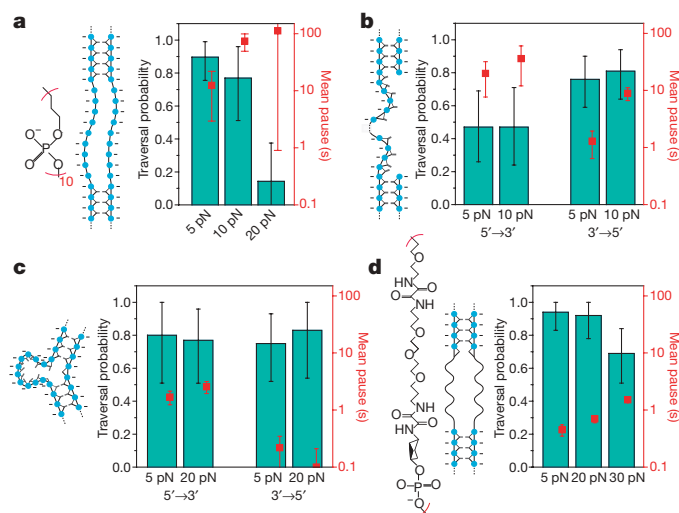 a
Traversal probability
1.0
0.8
0.6
0.4
0.2
0.0
5 pN
10 pN
20 pN
100
10
1
0.1
Mean pause (s)
O⁻
O
P
O
O
10
b
Traversal probability
1.0
0.8
0.6
0.4
0.2
0.0
5 pN 10 pN
5′→3′
5 pN 10 pN
3′→5′
100
10
1
0.1
Mean pause (s)
c
Traversal probability
1.0
0.8
0.6
0.4
0.2
0.0
5 pN 20 pN
5′→3′
5 pN 20 pN
3′→5′
100
10
1
0.1
Mean pause (s)
d
O
HN
O
O
NH
O
O
O
NH
O
O
HN
O
O=P–O⁻
O
Traversal probability
1.0
0.8
0.6
0.4
0.2
0.0
5 pN 20 pN 30 pN
100
10
1
0.1
Mean pause (s)